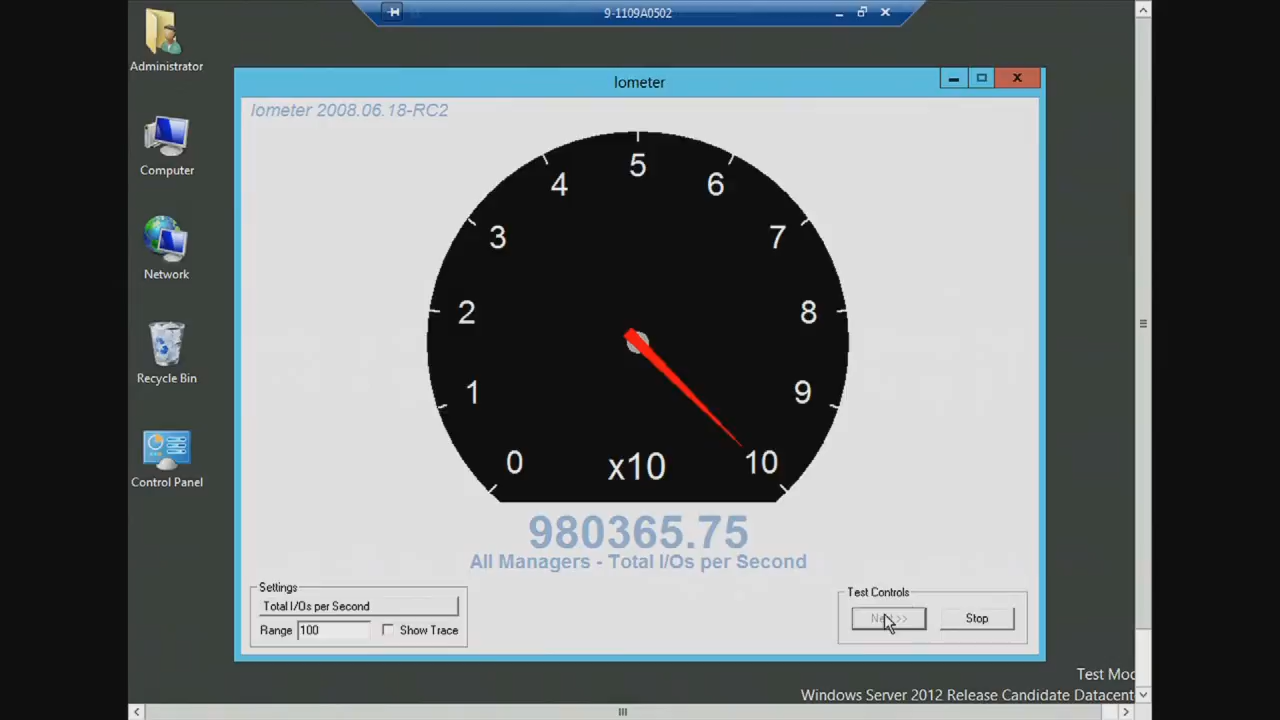 9-1109A0502
Administrator
Computer
Network
Recycle Bin
Control Panel
Iometer
Iometer 2008.06.18-RC2
0
1
2
3
4
5
6
7
8
9
10
x10
980365.75
All Managers - Total I/Os per Second
Settings
Total I/Os per Second
Range 100 Show Trace
Test Controls
Stop
Test Mod
Windows Server 2012 Release Candidate Datacent